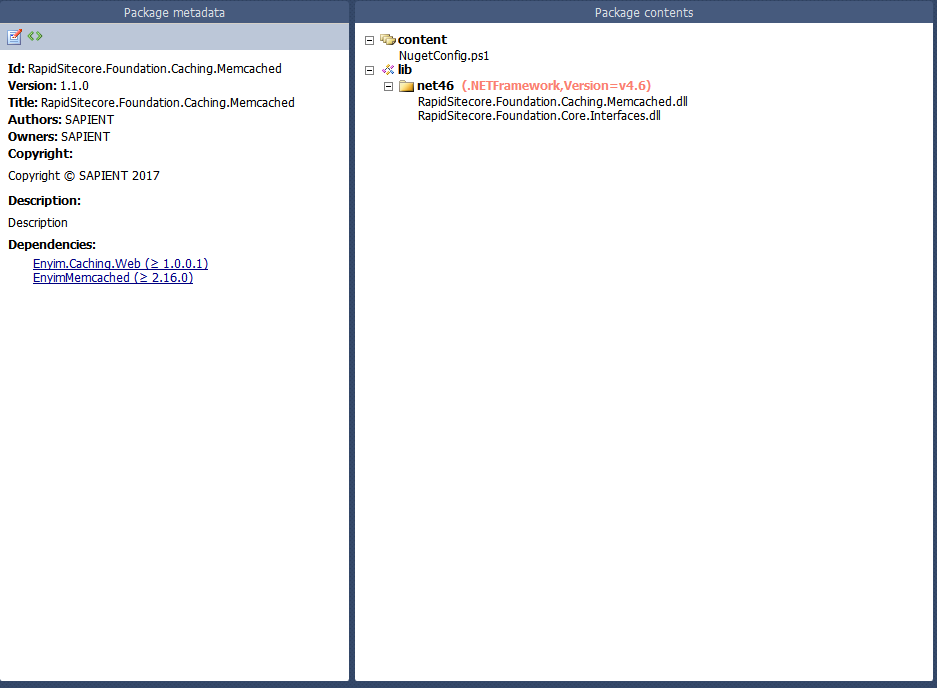 Package metadata
Id: RapidSitecore.Foundation.Caching.Memcached
Version: 1.1.0
Title: RapidSitecore.Foundation.Caching.Memcached
Authors: SAPIENT
Owners: SAPIENT
Copyright:
Copyright © SAPIENT 2017
Description:
Description
Dependencies:
Enyim.Caching.Web (≥ 1.0.0.1)
EnyimMemcached (≥ 2.16.0)
Package contents
content
NugetConfig.ps1
lib
net46 (.NETFramework,Version=v4.6)
RapidSitecore.Foundation.Caching.Memcached.dll
RapidSitecore.Foundation.Core.Interfaces.dll